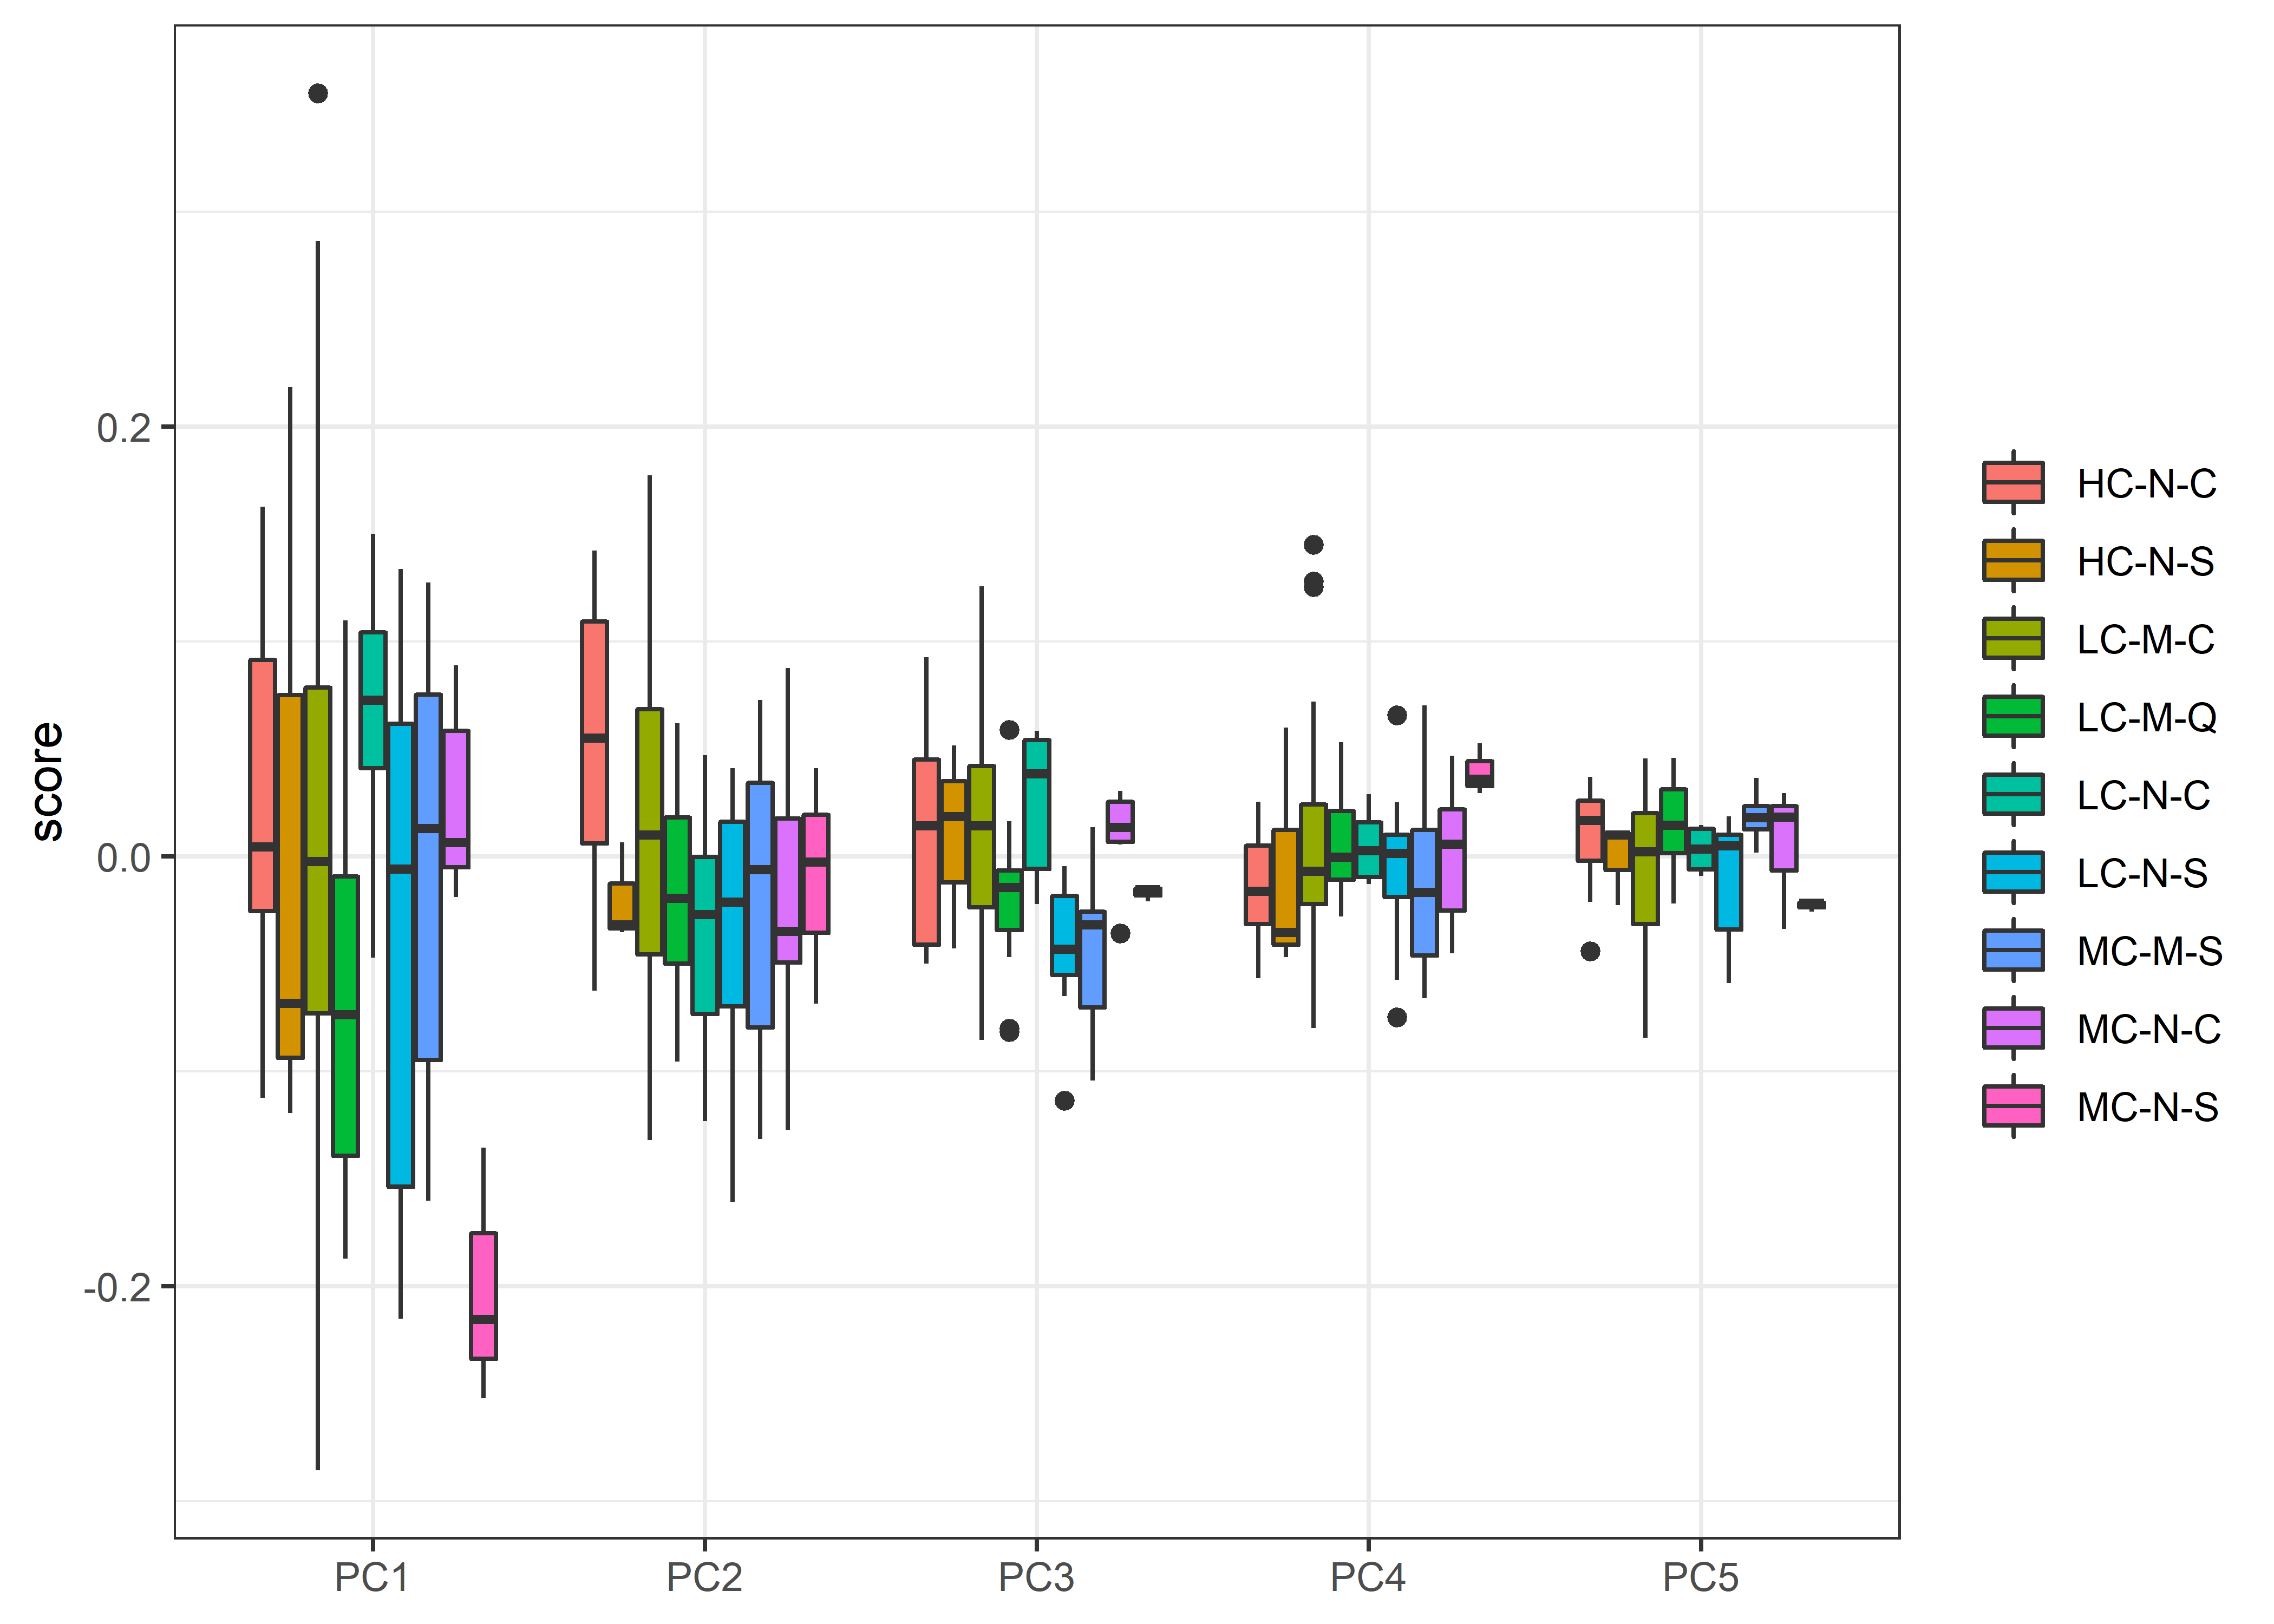 score
0.2
0.0
-0.2
PC1
PC2
PC3
PC4
PC5
HC-N-C
HC-N-S
LC-M-C
LC-M-Q
LC-N-C
LC-N-S
MC-M-S
MC-N-C
MC-N-S